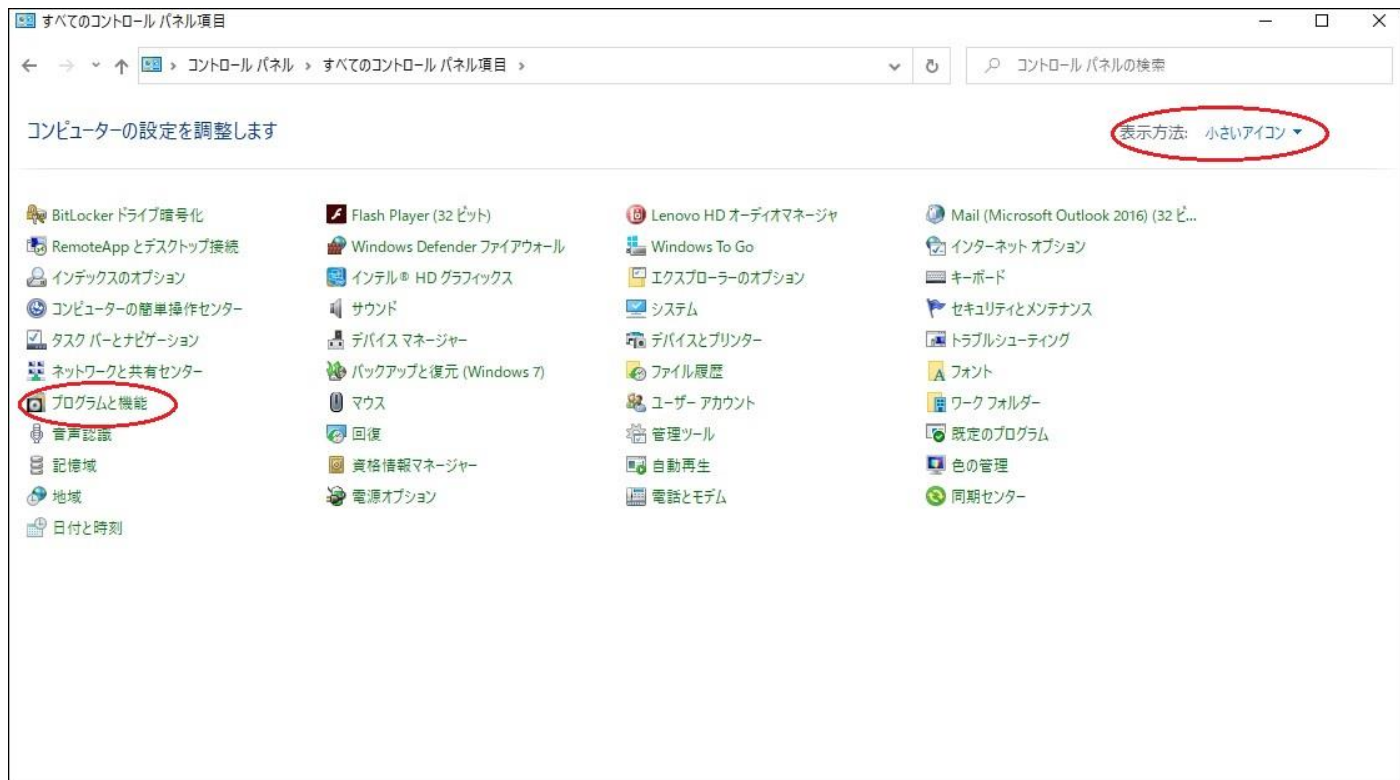 すべてのコントロール パネル項目
コントロール パネル › すべてのコントロール パネル項目 ›
コントロール パネルの検索
コンピューターの設定を調整します
表示方法: 小さいアイコン
BitLocker ドライブ暗号化
Flash Player (32 ビット)
Lenovo HD オーディオマネージャ
Mail (Microsoft Outlook 2016) (32 ビ...
RemoteApp とデスクトップ接続
Windows Defender ファイアウォール
Windows To Go
インターネット オプション
インデックスのオプション
インテル® HD グラフィックス
エクスプローラーのオプション
キーボード
コンピューターの簡単操作センター
サウンド
システム
セキュリティとメンテナンス
タスク バーとナビゲーション
デバイス マネージャー
デバイスとプリンター
トラブルシューティング
ネットワークと共有センター
バックアップと復元 (Windows 7)
ファイル履歴
フォント
プログラムと機能
マウス
ユーザー アカウント
ワーク フォルダー
音声認識
回復
管理ツール
既定のプログラム
記憶域
資格情報マネージャー
自動再生
色の管理
地域
電源オプション
電話とモデム
同期センター
日付と時刻